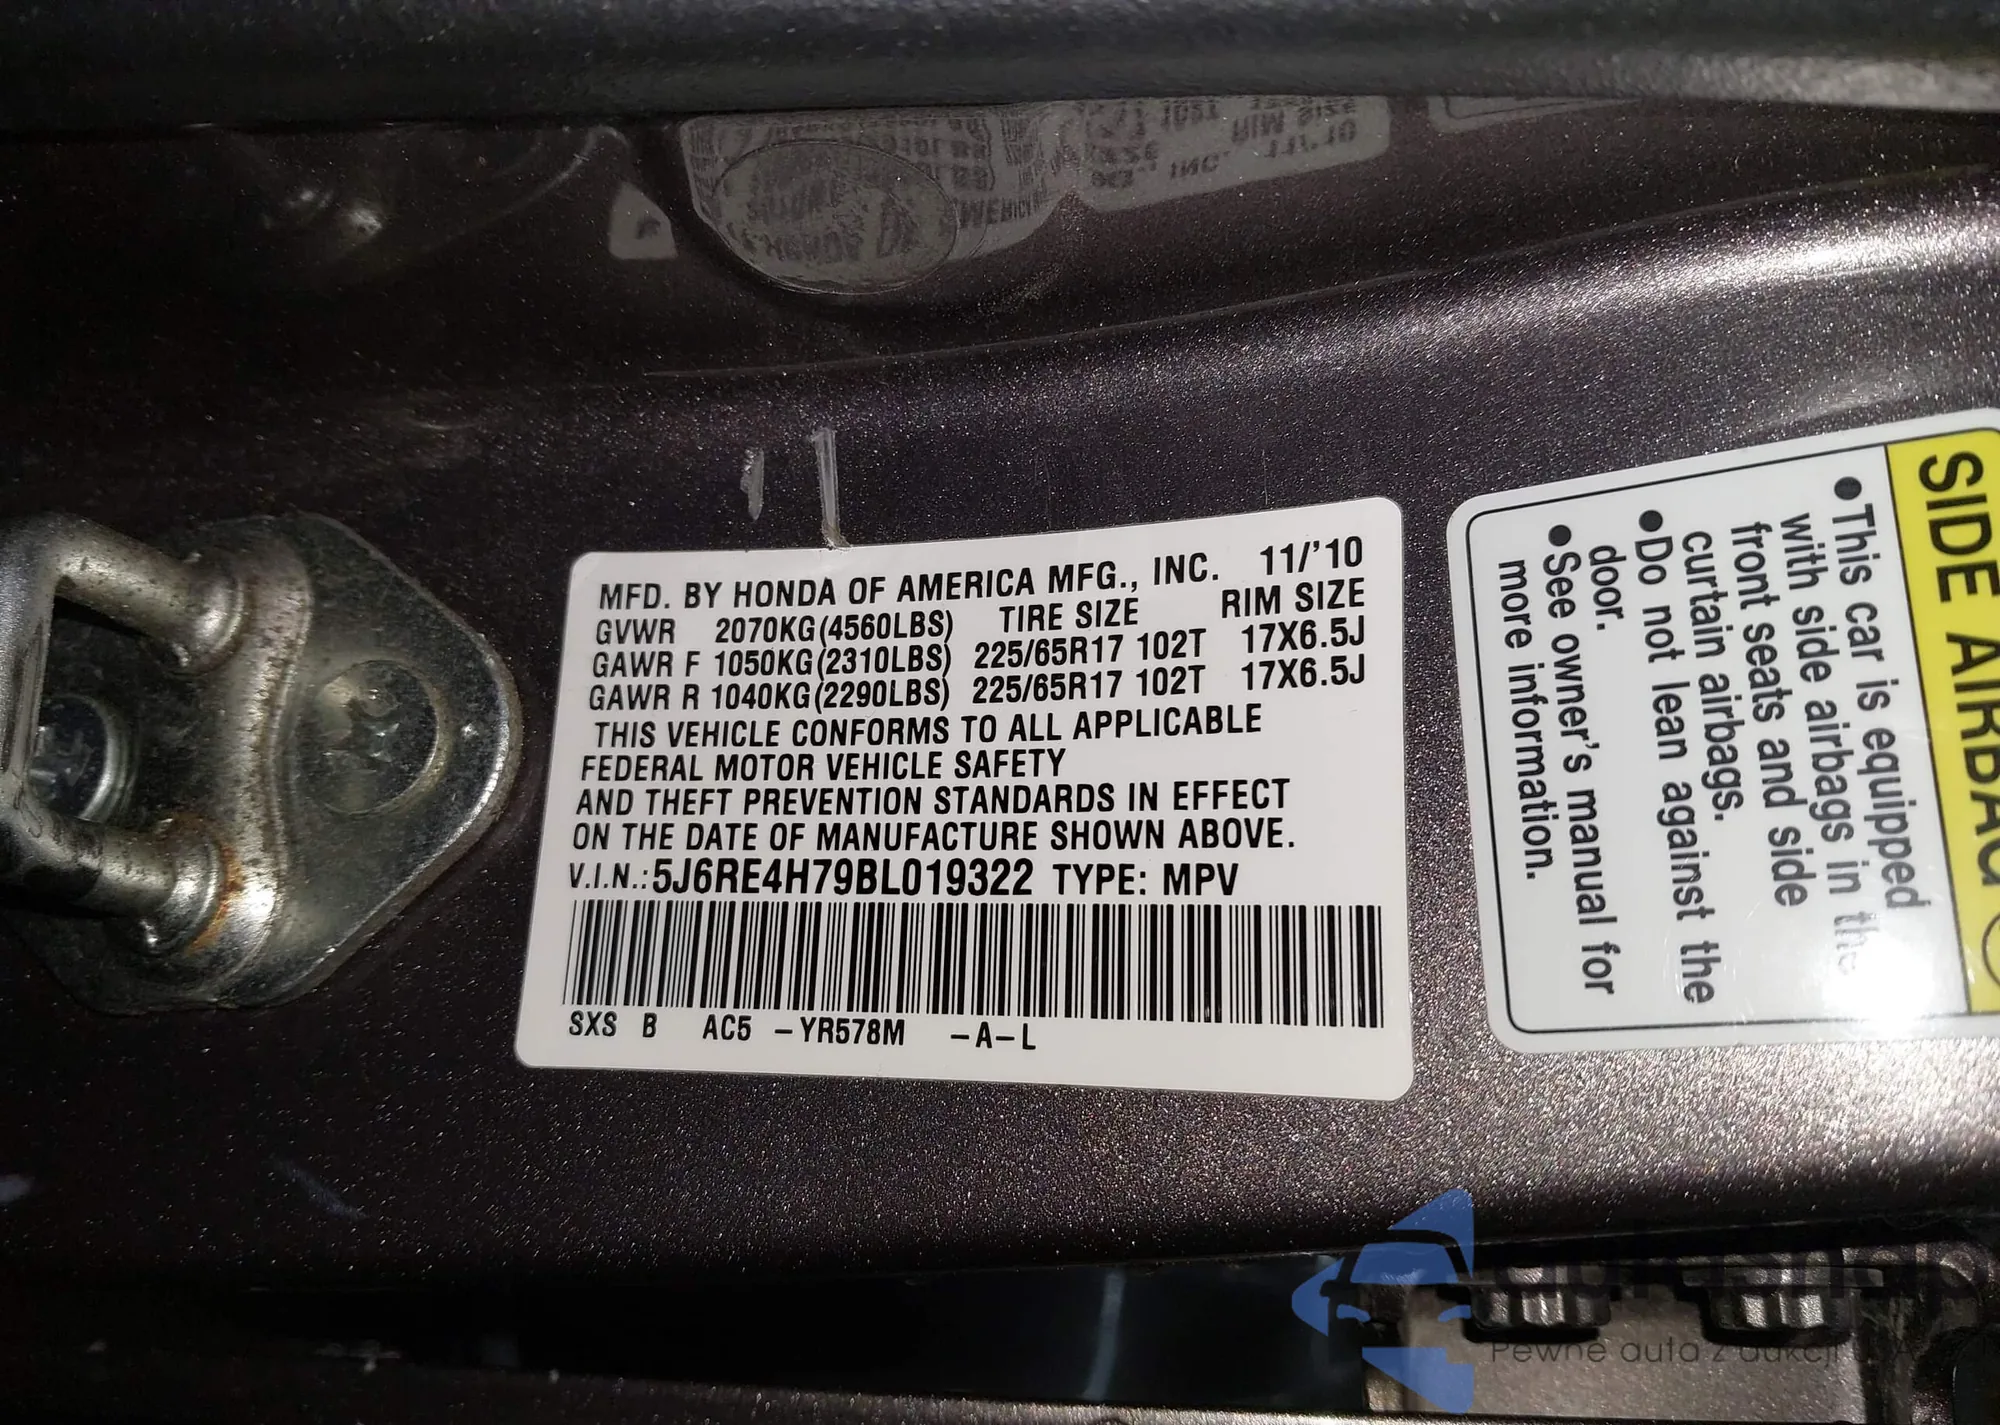 MFD. BY HONDA OF AMERICA MFG., INC. 11/'10
GVWR 2070KG(4560LBS) TIRE SIZE RIM SIZE
GAWR F 1050KG(2310LBS) 225/65R17 102T 17X6.5J
GAWR R 1040KG(2290LBS) 225/65R17 102T 17X6.5J
THIS VEHICLE CONFORMS TO ALL APPLICABLE
FEDERAL MOTOR VEHICLE SAFETY
AND THEFT PREVENTION STANDARDS IN EFFECT
ON THE DATE OF MANUFACTURE SHOWN ABOVE.
V.I.N.:5J6RE4H79BL019322 TYPE: MPV
SXS B AC5 -YR578M -A-L
SIDE AIRBAG
●This car is equipped
with side airbags in the
front seats and side
curtain airbags.
●Do not lean against the
door.
●See owner's manual for
more information.
Pewne auta z aukcji